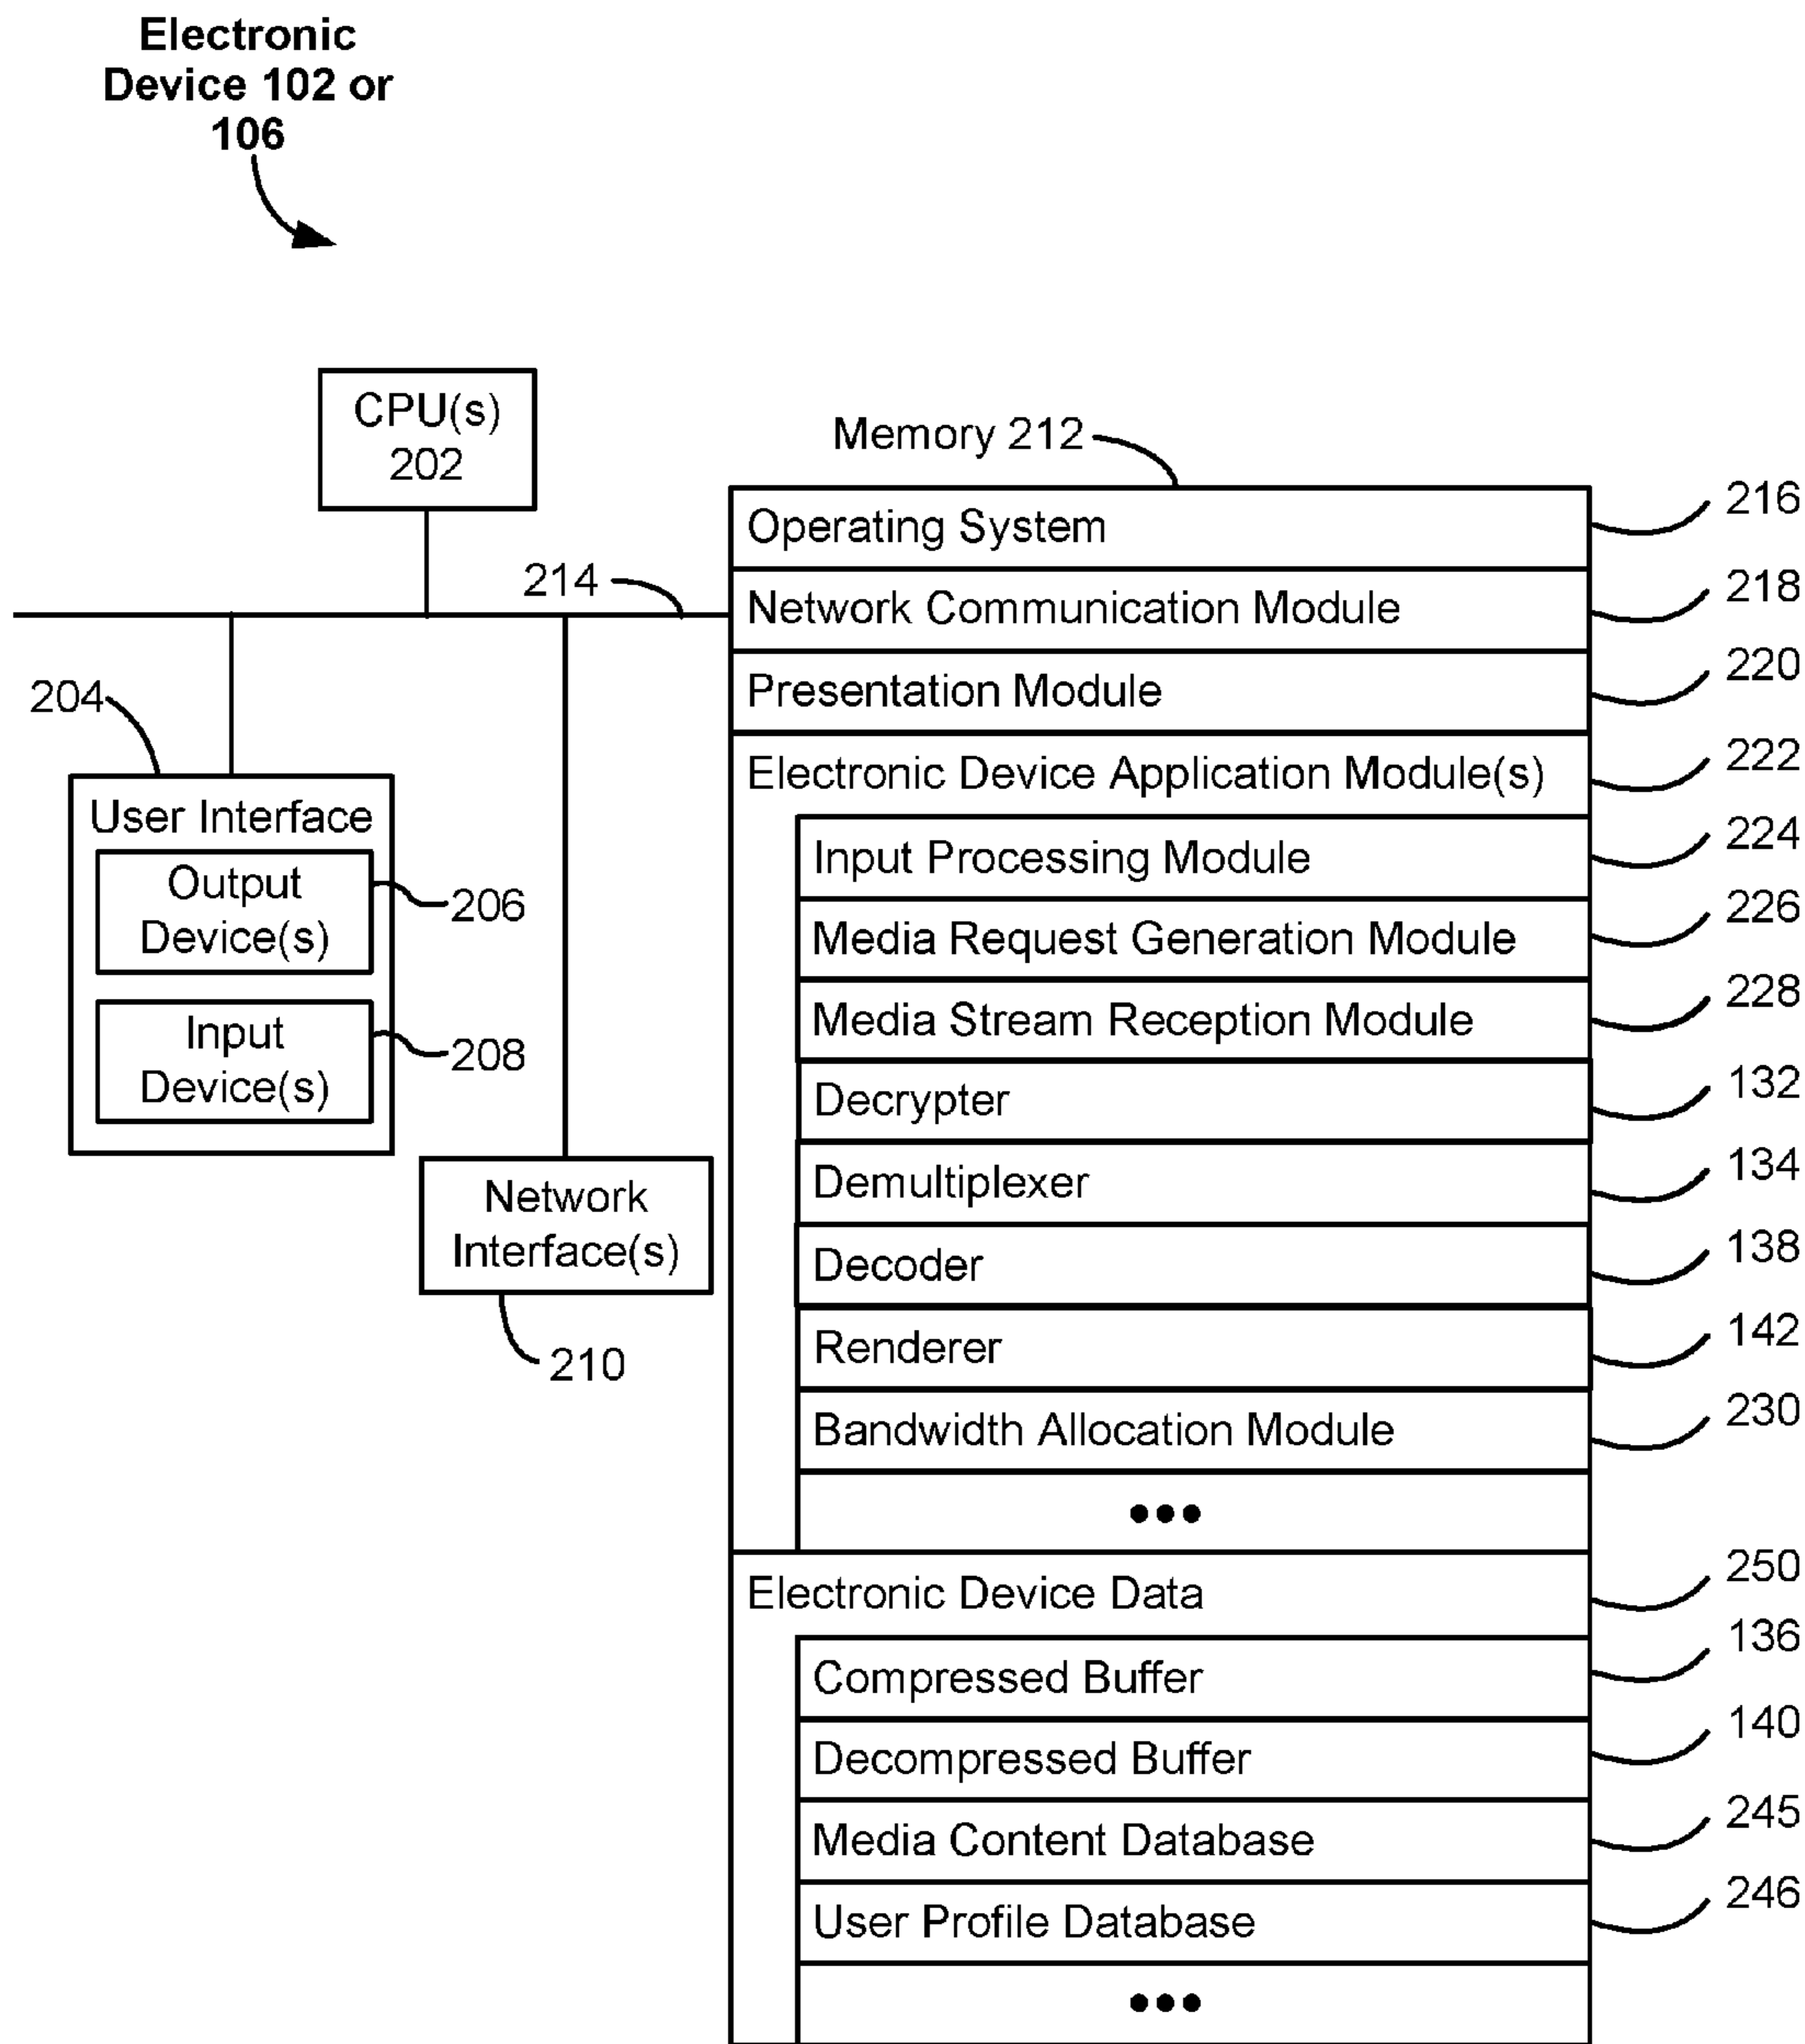 Electronic
Device 102 or
106
CPU(s)
202
Memory 212
214
204
User Interface
Output
Device(s)
206
Input
Device(s)
208
Network
Interface(s)
210
Operating System
216
Network Communication Module
218
Presentation Module
220
Electronic Device Application Module(s)
222
Input Processing Module
224
Media Request Generation Module
226
Media Stream Reception Module
228
Decrypter
132
Demultiplexer
134
Decoder
138
Renderer
142
Bandwidth Allocation Module
230
•••
Electronic Device Data
250
Compressed Buffer
136
Decompressed Buffer
140
Media Content Database
245
User Profile Database
246
•••